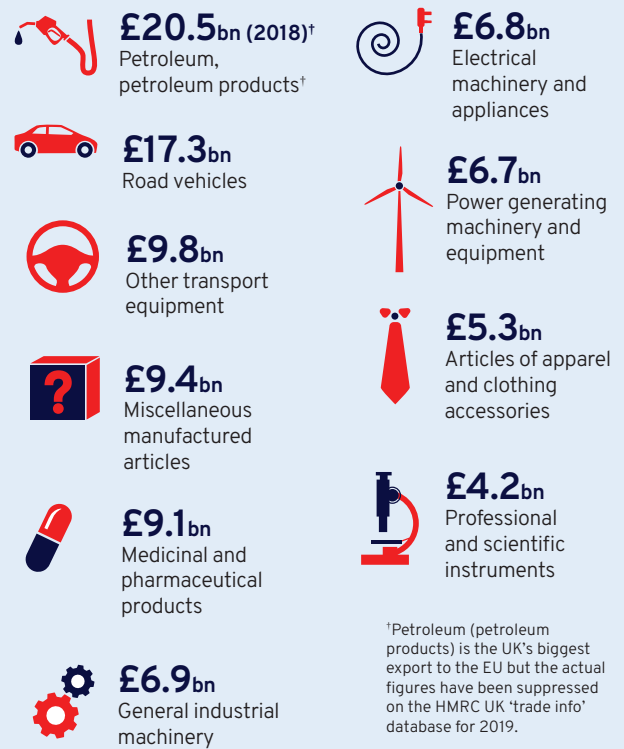 £20.5bn (2018)†
Petroleum,
petroleum products†
£17.3bn
Road vehicles
£9.8bn
Other transport
equipment
£9.4bn
Miscellaneous
manufactured
articles
£9.1bn
Medicinal and
pharmaceutical
products
£6.9bn
General industrial
machinery
£6.8bn
Electrical
machinery and
appliances
£6.7bn
Power generating
machinery and
equipment
£5.3bn
Articles of apparel
and clothing
accessories
£4.2bn
Professional
and scientific
instruments
†Petroleum (petroleum
products) is the UK’s biggest
export to the EU but the actual
figures have been suppressed
on the HMRC UK ‘trade info’
database for 2019.
?